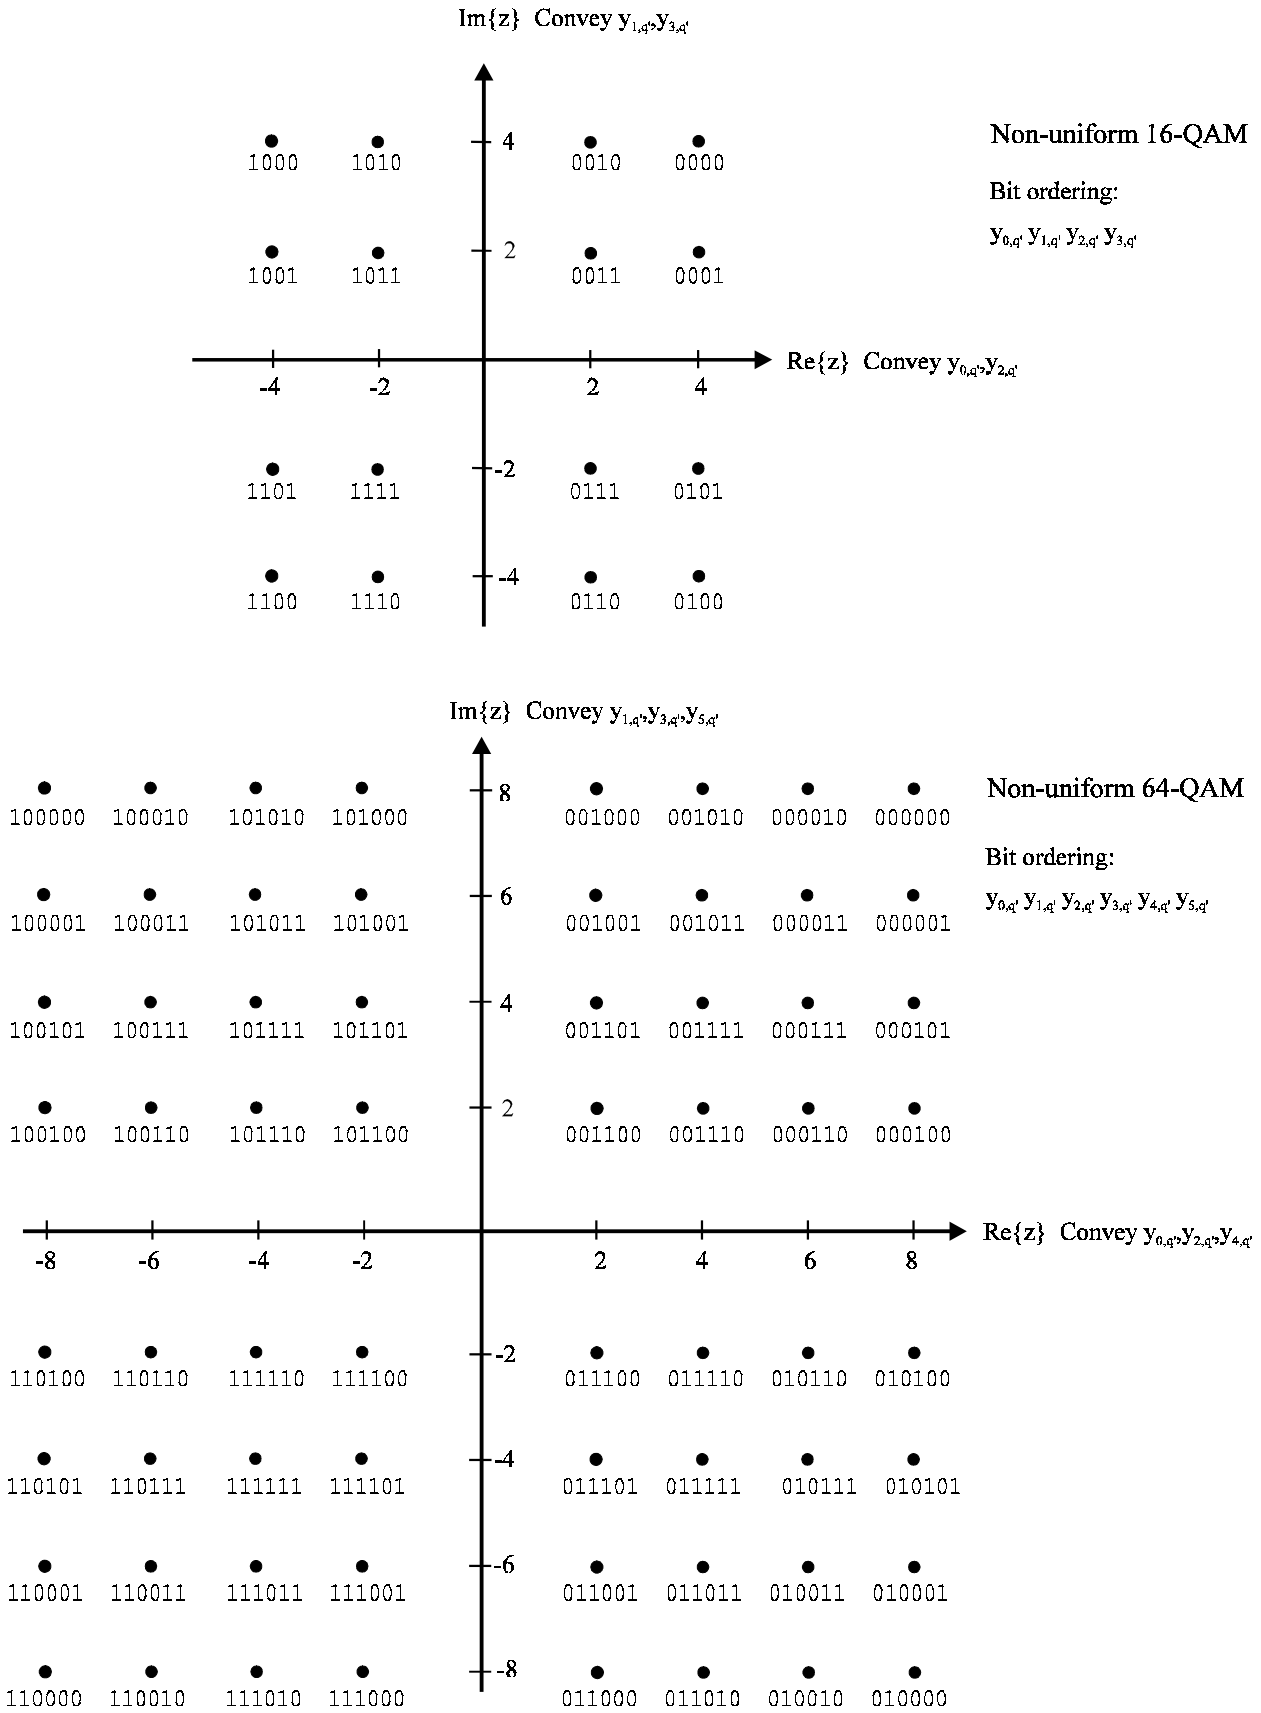 Im{z} Convey y1,q',y3,q'
4
1000 1010 0010 0000
Non-uniform 16-QAM
Bit ordering:
y0,q' y1,q' y2,q' y3,q'
2
1001 1011 0011 0001
Re{z} Convey y0,q',y2,q'
-4 -2 2 4
-2
1101 1111 0111 0101
-4
1100 1110 0110 0100
Im{z} Convey y1,q',y3,q',y5,q'
8
100000 100010 101010 101000 001000 001010 000010 000000
Non-uniform 64-QAM
Bit ordering:
y0,q' y1,q' y2,q' y3,q' y4,q' y5,q'
6
100001 100011 101011 101001 001001 001011 000011 000001
4
100101 100111 101111 101101 001101 001111 000111 000101
2
100100 100110 101110 101100 001100 001110 000110 000100
Re{z} Convey y0,q',y2,q',y4,q'
-8 -6 -4 -2 2 4 6 8
-2
110100 110110 111110 111100 011100 011110 010110 010100
-4
110101 110111 111111 111101 011101 011111 010111 010101
-6
110001 110011 111011 111001 011001 011011 010011 010001
-8
110000 110010 111010 111000 011000 011010 010010 010000